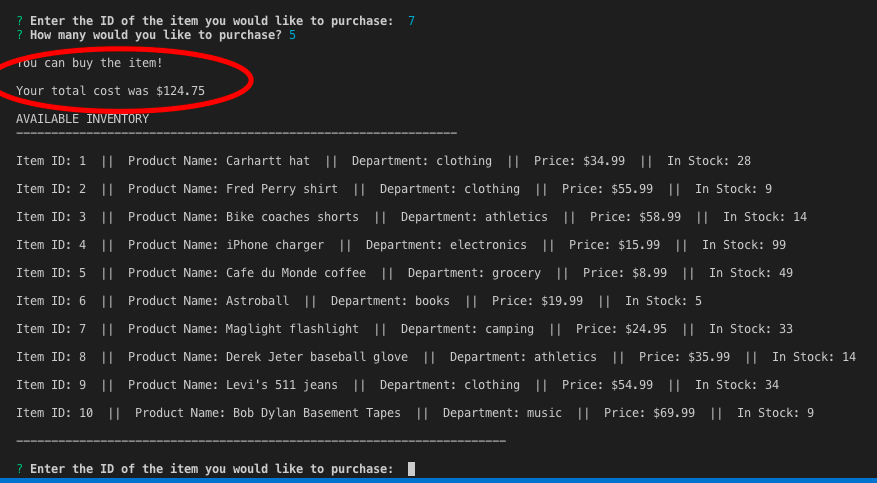 ? Enter the ID of the item you would like to purchase: 7
? How many would you like to purchase? 5
You can buy the item!
Your total cost was $124.75
AVAILABLE INVENTORY
Item ID: 1 || Product Name: Carhartt hat || Department: clothing || Price: $34.99 || In Stock: 28
Item ID: 2 || Product Name: Fred Perry shirt || Department: clothing || Price: $55.99 || In Stock: 9
Item ID: 3 || Product Name: Bike coaches shorts || Department: athletics || Price: $58.99 || In Stock: 14
Item ID: 4 || Product Name: iPhone charger || Department: electronics || Price: $15.99 || In Stock: 99
Item ID: 5 || Product Name: Cafe du Monde coffee || Department: grocery || Price: $8.99 || In Stock: 49
Item ID: 6 || Product Name: Astroball || Department: books || Price: $19.99 || In Stock: 5
Item ID: 7 || Product Name: Maglight flashlight || Department: camping || Price: $24.95 || In Stock: 33
Item ID: 8 || Product Name: Derek Jeter baseball glove || Department: athletics || Price: $35.99 || In Stock: 14
Item ID: 9 || Product Name: Levi's 511 jeans || Department: clothing || Price: $54.99 || In Stock: 34
Item ID: 10 || Product Name: Bob Dylan Basement Tapes || Department: music || Price: $69.99 || In Stock: 9
? Enter the ID of the item you would like to purchase: